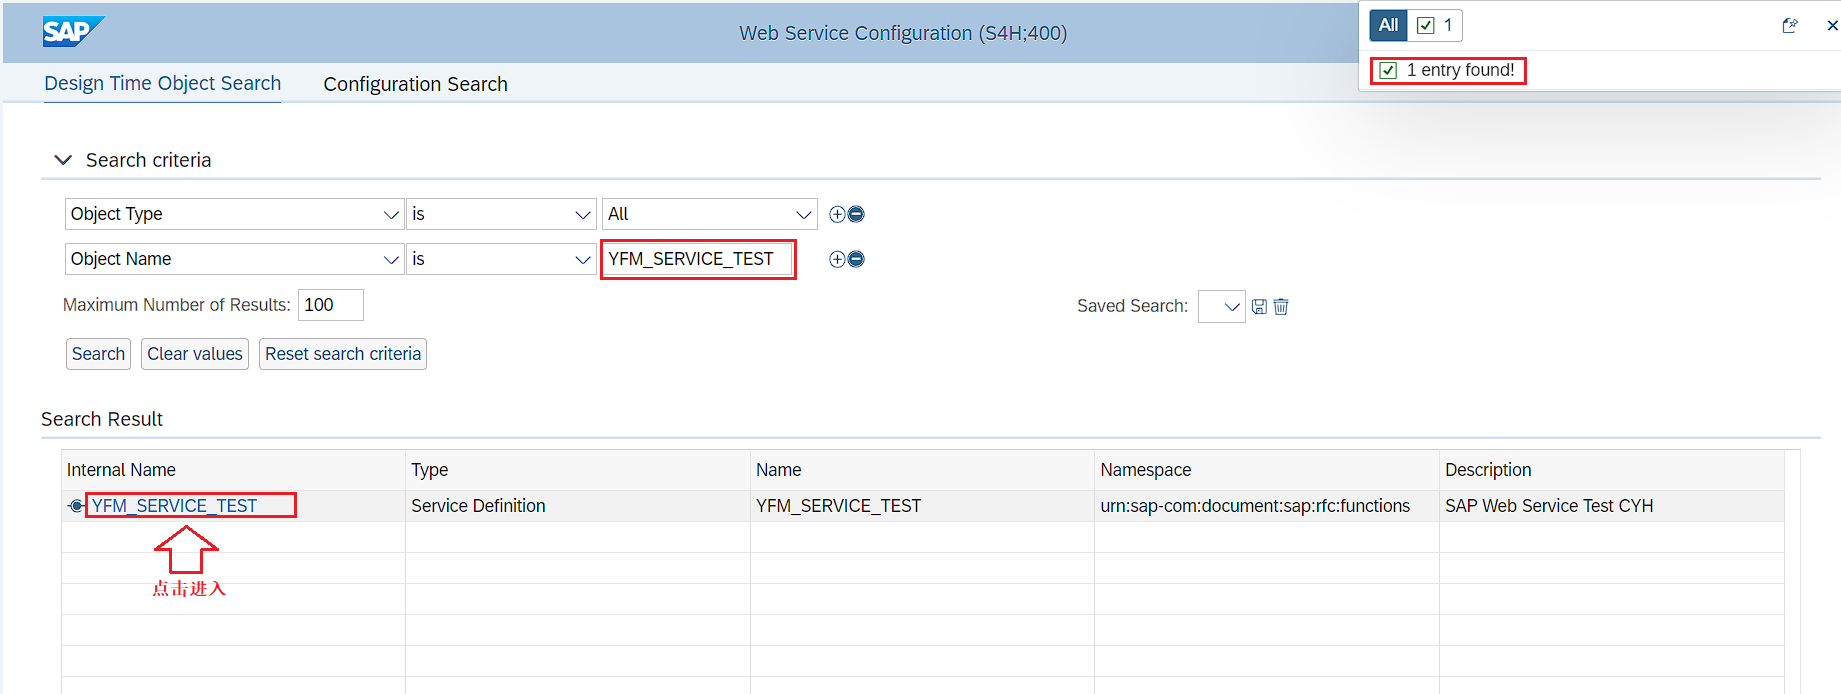 SAP
Web Service Configuration (S4H;400)
All 1
1 entry found!
Design Time Object Search Configuration Search
Search criteria
Object Type is All
Object Name is YFM_SERVICE_TEST
Maximum Number of Results: 100 Saved Search:
Search Clear values Reset search criteria
Search Result
Internal Name Type Name Namespace Description
YFM_SERVICE_TEST Service Definition YFM_SERVICE_TEST urn:sap-com:document:sap:rfc:functions SAP Web Service Test CYH
点击进入